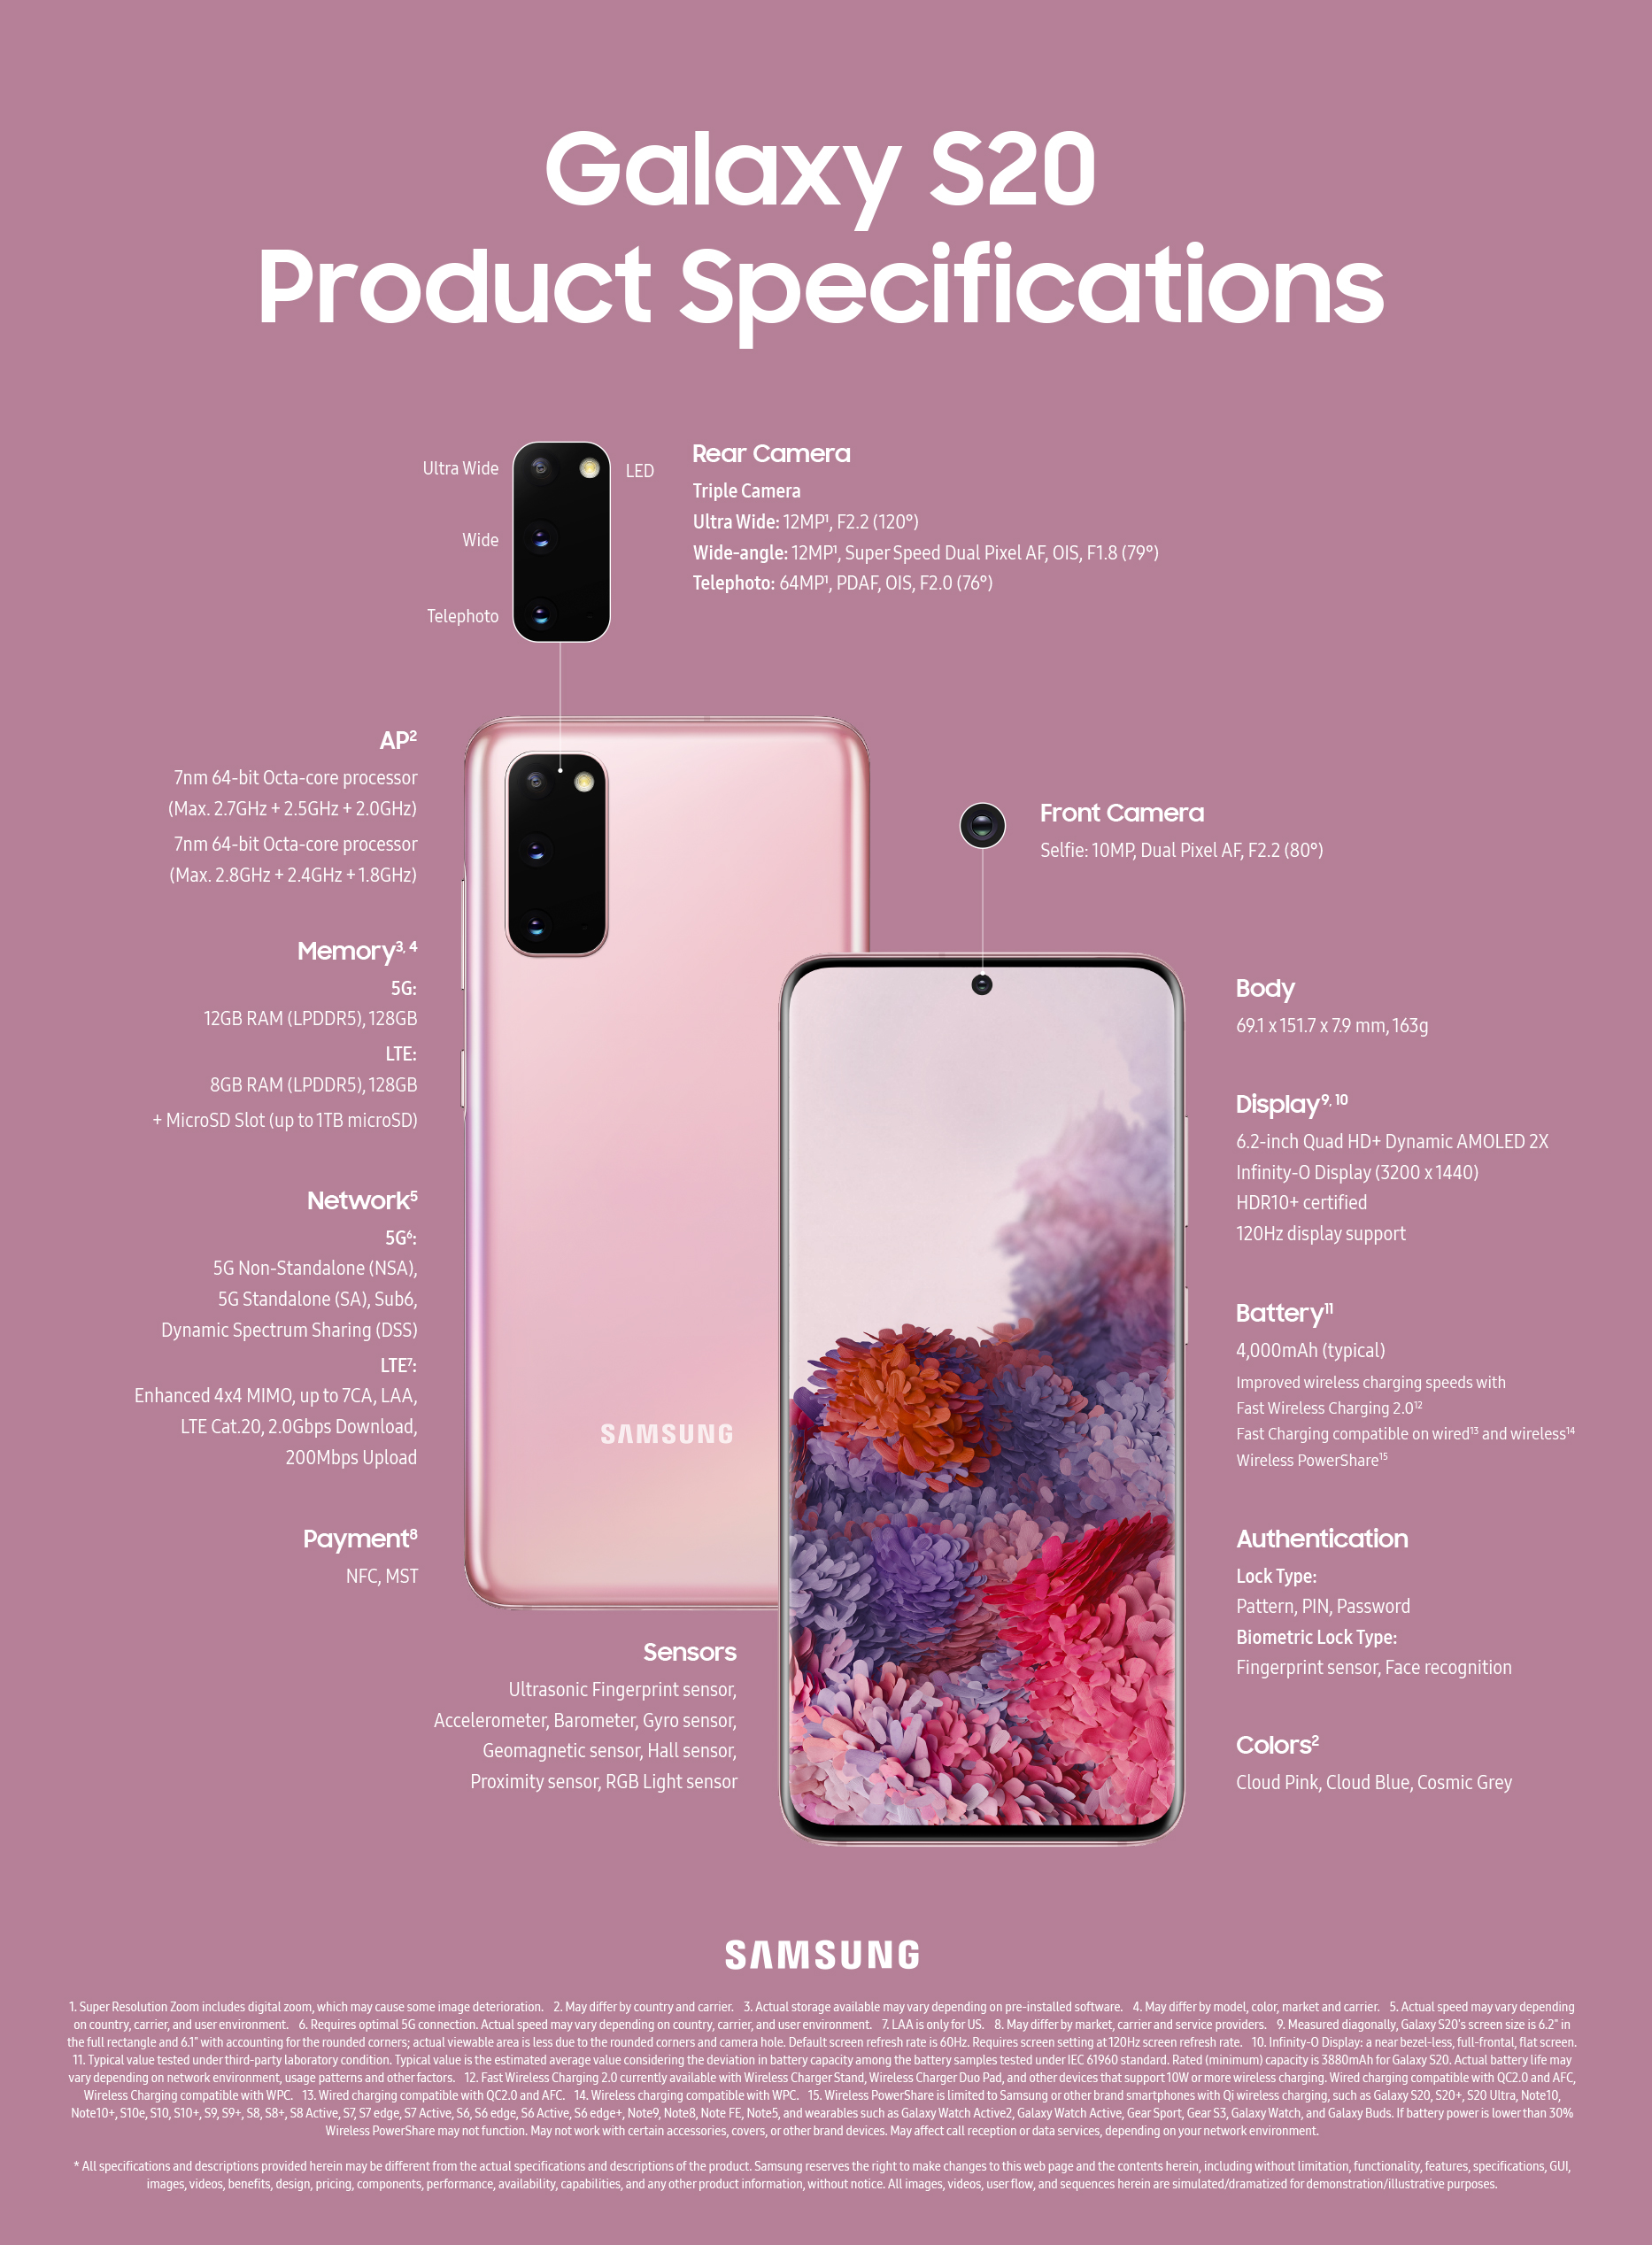 Galaxy S20
Product Specifications
Ultra Wide
LED
Wide
Telephoto
Rear Camera
Triple Camera
Ultra Wide: 12MP¹, F2.2 (120°)
Wide-angle: 12MP¹, Super Speed Dual Pixel AF, OIS, F1.8 (79°)
Telephoto: 64MP¹, PDAF, OIS, F2.0 (76°)
AP²
7nm 64-bit Octa-core processor
(Max. 2.7GHz + 2.5GHz + 2.0GHz)
7nm 64-bit Octa-core processor
(Max. 2.8GHz + 2.4GHz + 1.8GHz)
Memory³, ⁴
5G:
12GB RAM (LPDDR5), 128GB
LTE:
8GB RAM (LPDDR5), 128GB
+ MicroSD Slot (up to 1TB microSD)
Network⁵
5G⁶:
5G Non-Standalone (NSA),
5G Standalone (SA), Sub6,
Dynamic Spectrum Sharing (DSS)
LTE⁷:
Enhanced 4x4 MIMO, up to 7CA, LAA,
LTE Cat.20, 2.0Gbps Download,
200Mbps Upload
Payment⁸
NFC, MST
SAMSUNG
Sensors
Ultrasonic Fingerprint sensor,
Accelerometer, Barometer, Gyro sensor,
Geomagnetic sensor, Hall sensor,
Proximity sensor, RGB Light sensor
Front Camera
Selfie: 10MP, Dual Pixel AF, F2.2 (80°)
Body
69.1 x 151.7 x 7.9 mm, 163g
Display⁹, ¹⁰
6.2-inch Quad HD+ Dynamic AMOLED 2X
Infinity-O Display (3200 x 1440)
HDR10+ certified
120Hz display support
Battery¹¹
4,000mAh (typical)
Improved wireless charging speeds with
Fast Wireless Charging 2.0¹²
Fast Charging compatible on wired¹³ and wireless¹⁴
Wireless PowerShare¹⁵
Authentication
Lock Type:
Pattern, PIN, Password
Biometric Lock Type:
Fingerprint sensor, Face recognition
Colors²
Cloud Pink, Cloud Blue, Cosmic Grey
SAMSUNG
1. Super Resolution Zoom includes digital zoom, which may cause some image deterioration. 2. May differ by country and carrier. 3. Actual storage available may vary depending on pre-installed software. 4. May differ by model, color, market and carrier. 5. Actual speed may vary depending
on country, carrier, and user environment. 6. Requires optimal 5G connection. Actual speed may vary depending on country, carrier, and user environment. 7. LAA is only for US. 8. May differ by market, carrier and service providers. 9. Measured diagonally, Galaxy S20's screen size is 6.2" in
the full rectangle and 6.1" with accounting for the rounded corners; actual viewable area is less due to the rounded corners and camera hole. Default screen refresh rate is 60Hz. Requires screen setting at 120Hz screen refresh rate. 10. Infinity-O Display: a near bezel-less, full-frontal, flat screen.
11. Typical value tested under third-party laboratory condition. Typical value is the estimated average value considering the deviation in battery capacity among the battery samples tested under IEC 61960 standard. Rated (minimum) capacity is 3880mAh for Galaxy S20. Actual battery life may
vary depending on network environment, usage patterns and other factors. 12. Fast Wireless Charging 2.0 currently available with Wireless Charger Stand, Wireless Charger Duo Pad, and other devices that support 10W or more wireless charging. Wired charging compatible with QC2.0 and AFC,
Wireless Charging compatible with WPC. 13. Wired charging compatible with QC2.0 and AFC. 14. Wireless charging compatible with WPC. 15. Wireless PowerShare is limited to Samsung or other brand smartphones with Qi wireless charging, such as Galaxy S20, S20+, S20 Ultra, Note10,
Note10+, S10e, S10, S10+, S9, S9+, S8, S8+, S8 Active, S7, S7 edge, S7 Active, S6, S6 edge, S6 Active, S6 edge+, Note9, Note8, Note FE, Note5, and wearables such as Galaxy Watch Active2, Galaxy Watch Active, Gear Sport, Gear S3, Galaxy Watch, and Galaxy Buds. If battery power is lower than 30%
Wireless PowerShare may not function. May not work with certain accessories, covers, or other brand devices. May affect call reception or data services, depending on your network environment.
* All specifications and descriptions provided herein may be different from the actual specifications and descriptions of the product. Samsung reserves the right to make changes to this web page and the contents herein, including without limitation, functionality, features, specifications, GUI,
images, videos, benefits, design, pricing, components, performance, availability, capabilities, and any other product information, without notice. All images, videos, user flow, and sequences herein are simulated/dramatized for demonstration/illustrative purposes.